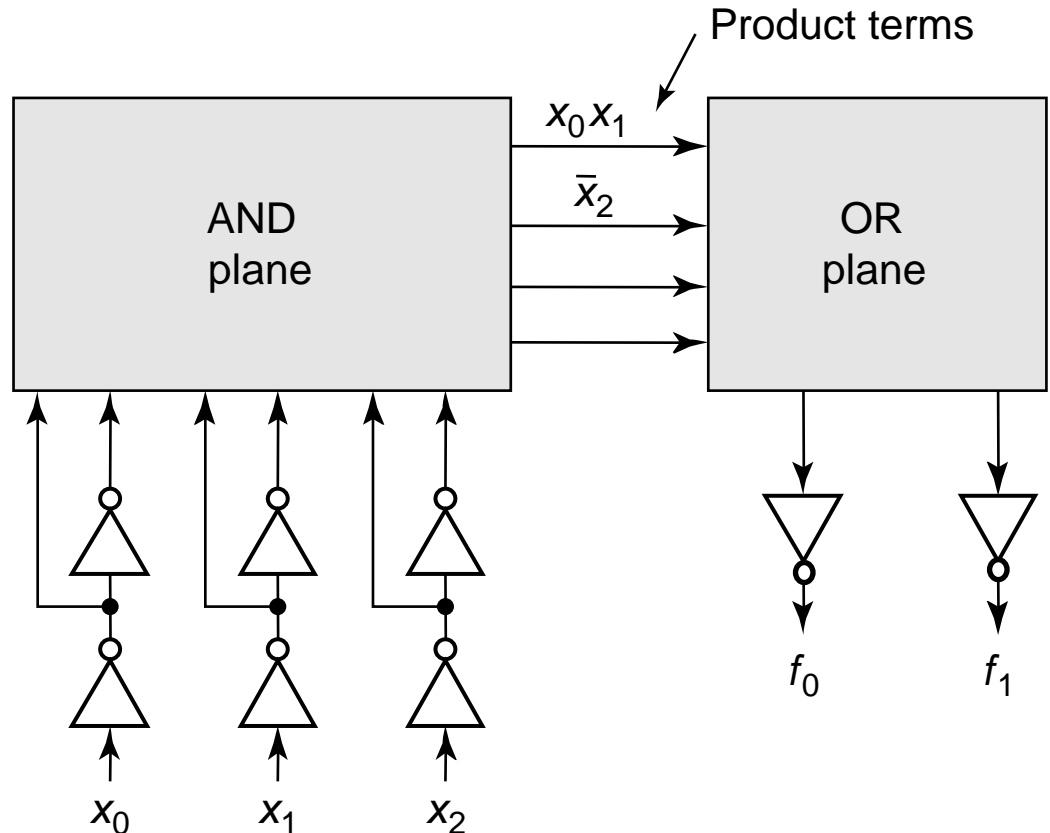 Product terms
x₀x₁
x̄₂
AND
plane
OR
plane
f₀ f₁
x₀ x₁ x₂